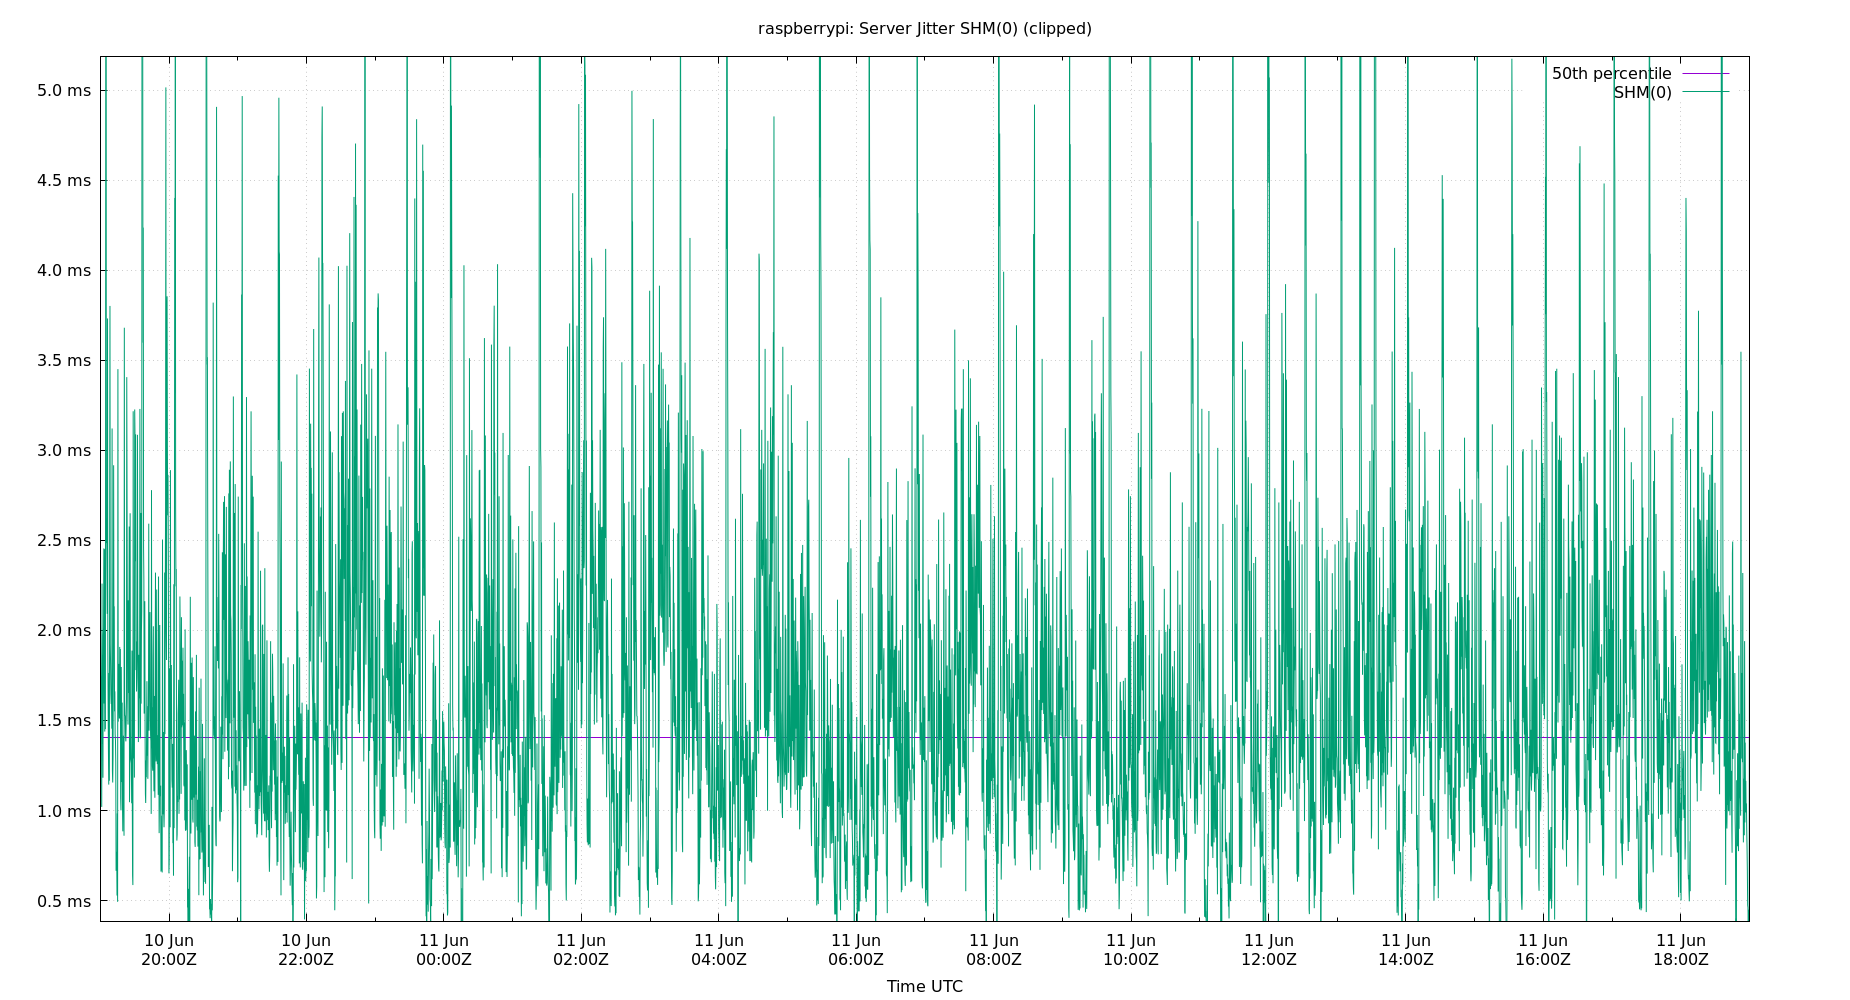 raspberrypi: Server Jitter SHM(0) (clipped)
50th percentile
SHM(0)
5.0 ms
4.5 ms
4.0 ms
3.5 ms
3.0 ms
2.5 ms
2.0 ms
1.5 ms
1.0 ms
0.5 ms
10 Jun 10 Jun 11 Jun 11 Jun 11 Jun 11 Jun 11 Jun 11 Jun 11 Jun 11 Jun 11 Jun 11 Jun
20:00Z 22:00Z 00:00Z 02:00Z 04:00Z 06:00Z 08:00Z 10:00Z 12:00Z 14:00Z 16:00Z 18:00Z
Time UTC